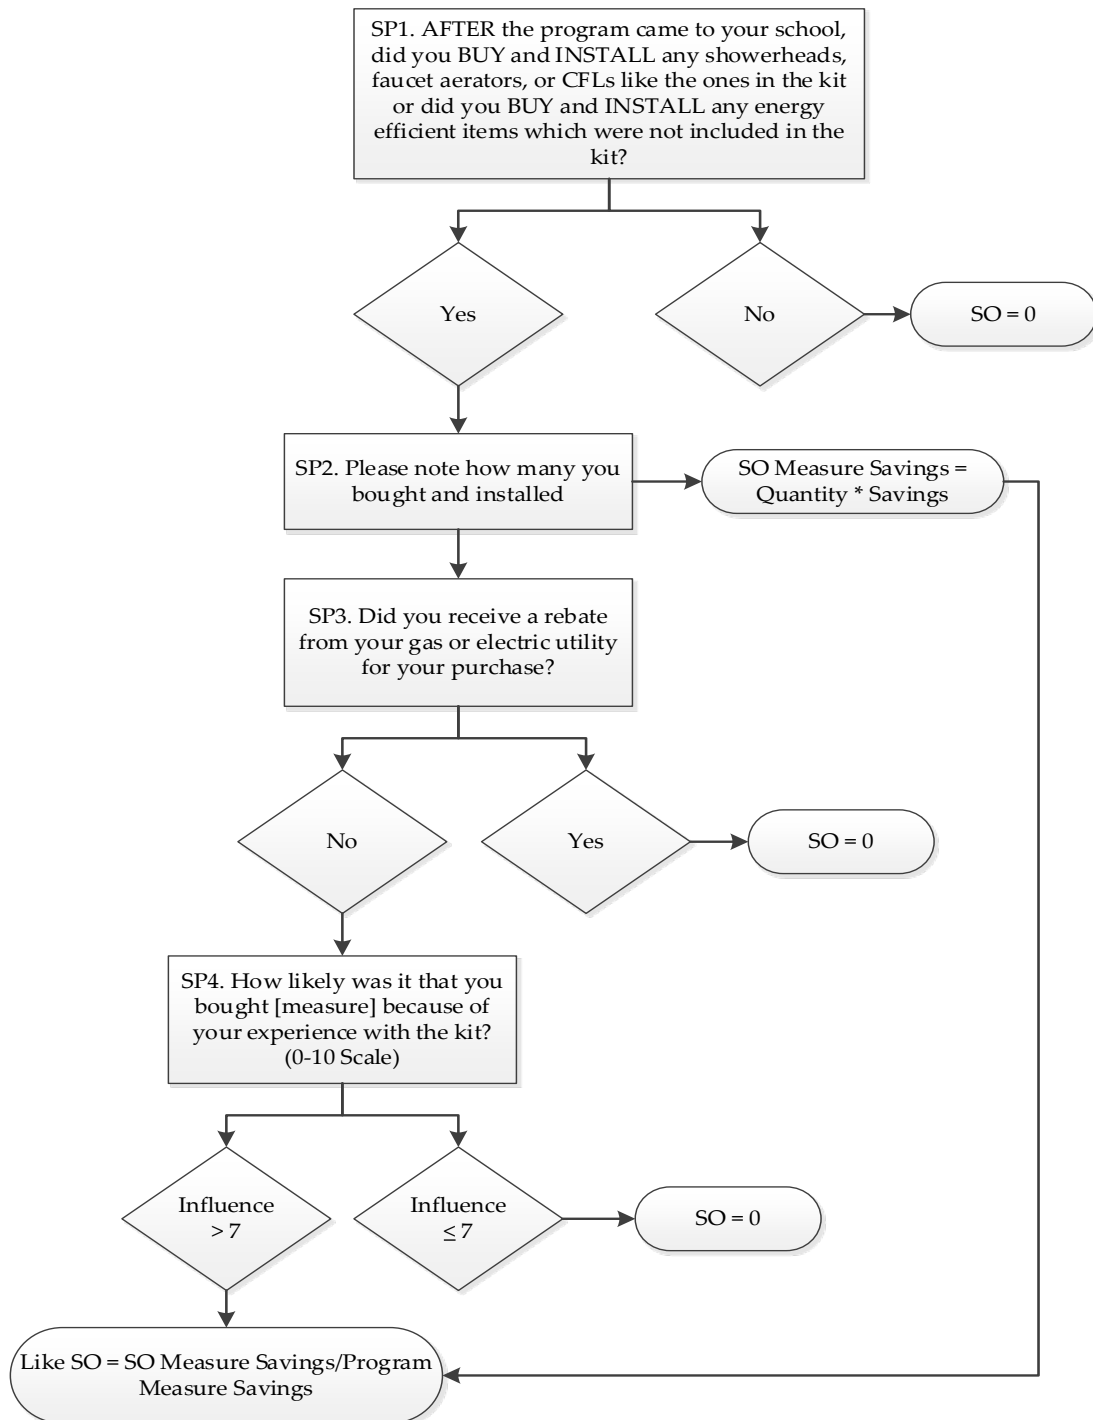 SP1. AFTER the program came to your school,
did you BUY and INSTALL any showerheads,
faucet aerators, or CFLs like the ones in the kit
or did you BUY and INSTALL any energy
efficient items which were not included in the
kit?
Yes
No
SO = 0
SP2. Please note how many you
bought and installed
SO Measure Savings =
Quantity * Savings
SP3. Did you receive a rebate
from your gas or electric utility
for your purchase?
No
Yes
SO = 0
SP4. How likely was it that you
bought [measure] because of
your experience with the kit?
(0-10 Scale)
Influence
> 7
Influence
≤ 7
SO = 0
Like SO = SO Measure Savings/Program
Measure Savings